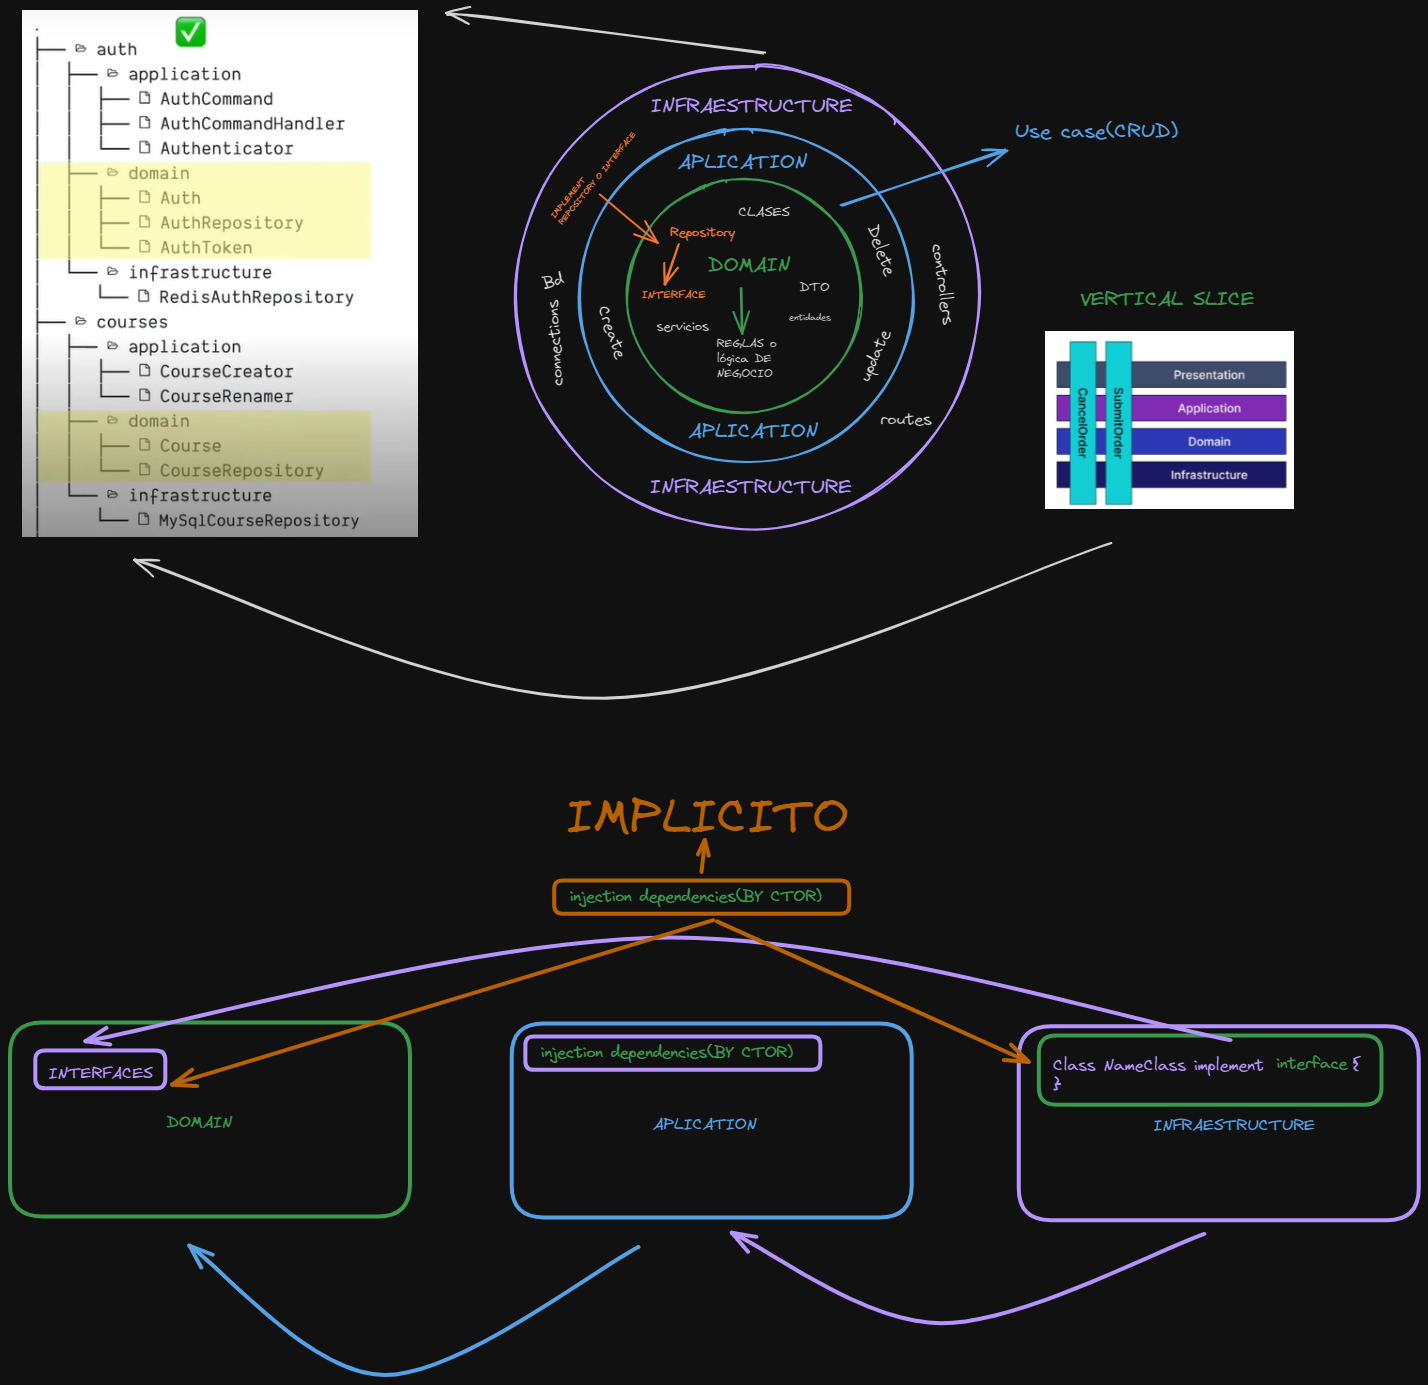 auth
application
AuthCommand
AuthCommandHandler
Authenticator
domain
Auth
AuthRepository
AuthToken
infrastructure
RedisAuthRepository
courses
application
CourseCreator
CourseRenamer
domain
Course
CourseRepository
infrastructure
MySqlCourseRepository
INFRAESTRUCTURE
APLICATION
IMPLEMENT
REPOSITORY O INTERFACE
CLASES
Repository
DOMAIN
INTERFACE
DTO
entidades
servicios
REGLAS o
lógica DE
NEGOCIO
Create
Delete
update
connections Bd
controllers
routes
APLICATION
INFRAESTRUCTURE
Use case(CRUD)
VERTICAL SLICE
CancelOrder
SubmitOrder
Presentation
Application
Domain
Infrastructure
IMPLICITO
injection dependencies(BY CTOR)
INTERFACES
DOMAIN
injection dependencies(BY CTOR)
APLICATION
Class NameClass implement interface {
}
INFRAESTRUCTURE